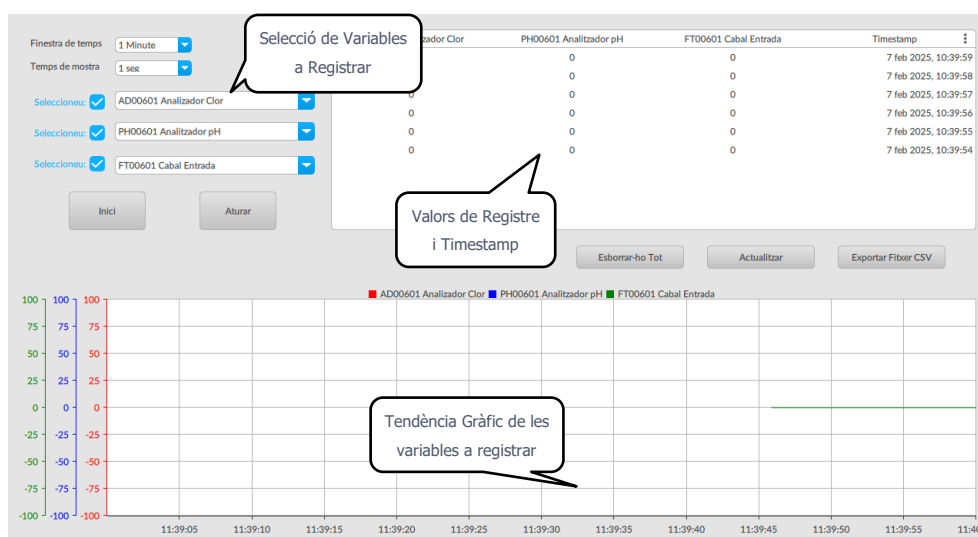 Finestra de temps 1 Minute
Temps de mostra 1 seg
Seleccioneu: AD00601 Analizador Clor
Seleccioneu: PH00601 Analitzador pH
Seleccioneu: FT00601 Cabal Entrada
Inici Aturar
Selecció de Variables
a Registrar
Clor PH00601 Analitzador pH FT00601 Cabal Entrada Timestamp
0 0 7 feb 2025, 10:39:59
0 0 7 feb 2025, 10:39:58
0 0 0 7 feb 2025, 10:39:57
0 0 0 7 feb 2025, 10:39:56
0 0 0 7 feb 2025, 10:39:55
0 0 0 7 feb 2025, 10:39:54
Valors de Registre
i Timestamp
Esborrar-ho Tot Actualitzar Exportar Fitxer CSV
AD00601 Analizador Clor PH00601 Analitzador pH FT00601 Cabal Entrada
100 100 100
75 75 75
50 50 50
25 25 25
0 0 0
-25 -25 -25
-50 -50 -50
-75 -75 -75
-100 -100 -100
Tendència Gràfic de les
variables a registrar
11:39:05 11:39:10 11:39:15 11:39:20 11:39:25 11:39:30 11:39:35 11:39:40 11:39:45 11:39:50 11:39:55